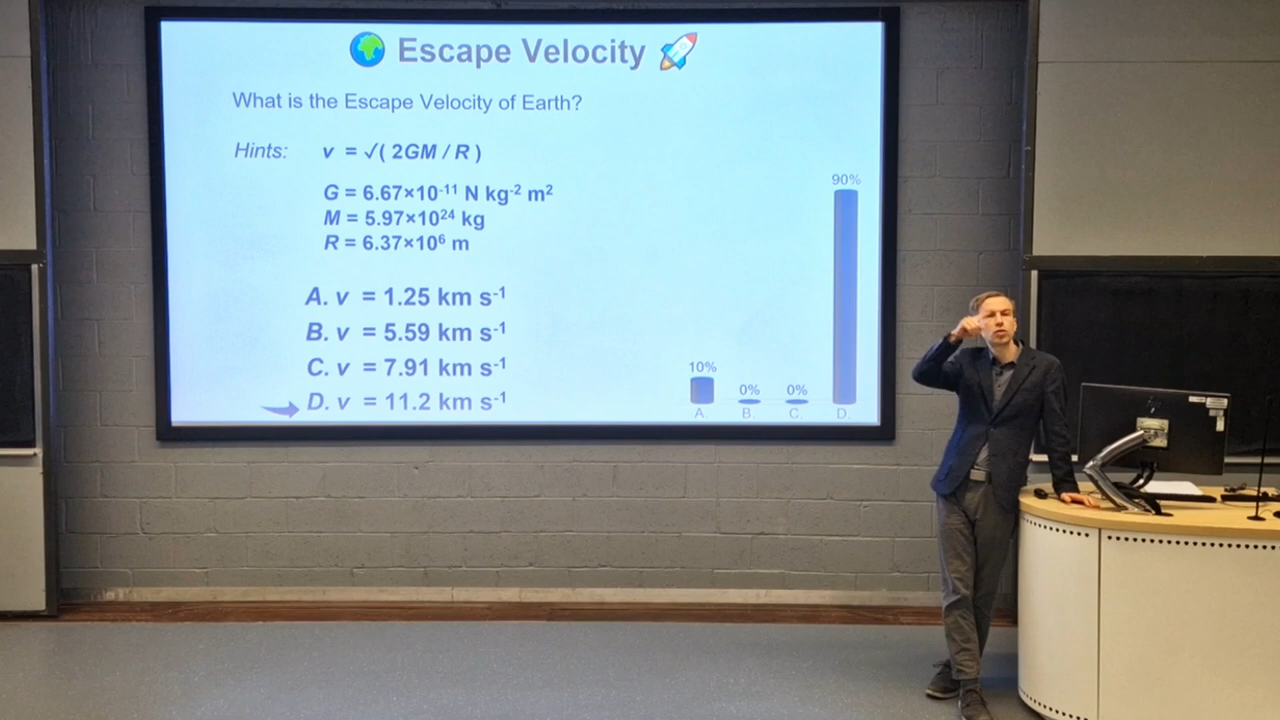 🌍 Escape Velocity 🚀
What is the Escape Velocity of Earth?
Hints: v = √( 2GM / R )
G = 6.67×10⁻¹¹ N kg⁻² m²
M = 5.97×10²⁴ kg
R = 6.37×10⁶ m
A. v = 1.25 km s⁻¹
B. v = 5.59 km s⁻¹
C. v = 7.91 km s⁻¹
D. v = 11.2 km s⁻¹
90%
10%
0%
0%
A. B. C. D.